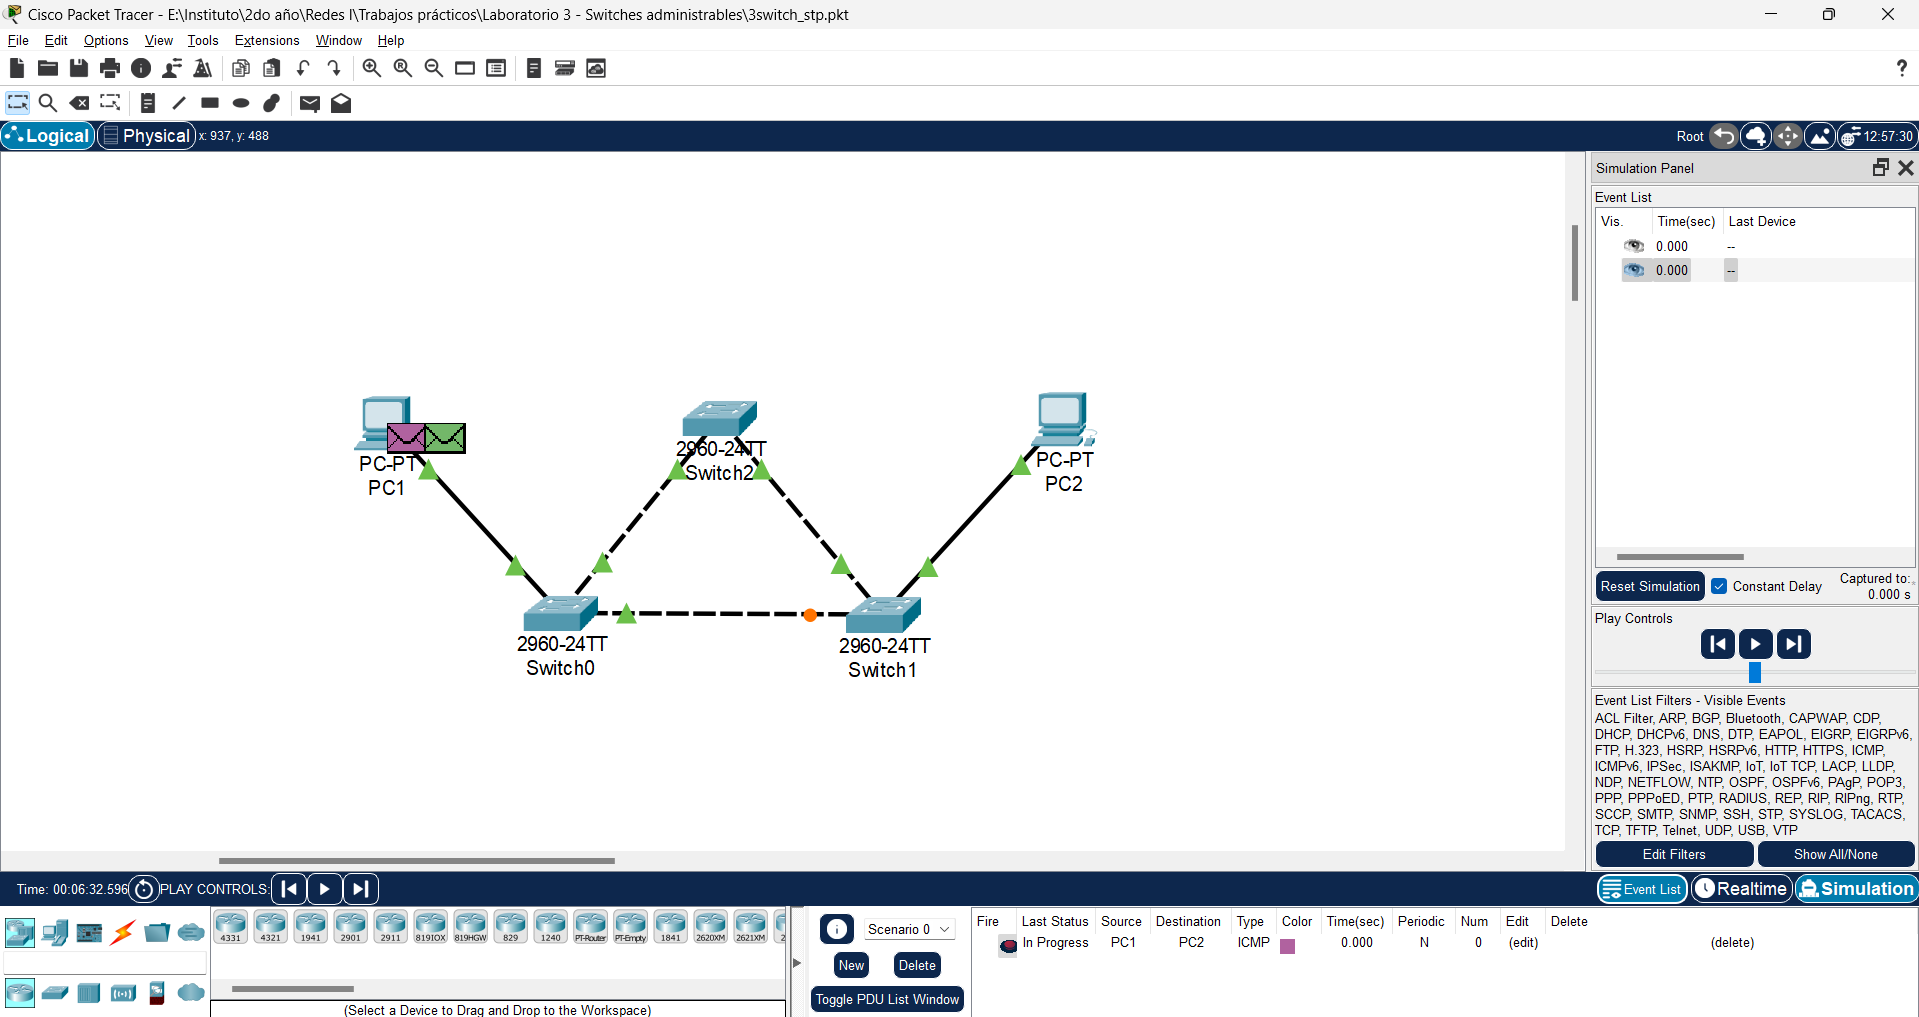 Cisco Packet Tracer - E:\Instituto\2do año\Redes I\Trabajos prácticos\Laboratorio 3 - Switches administrables\3switch_stp.pkt
File Edit Options View Tools Extensions Window Help
?
Logical Physical x: 937, y: 488 Root 12:57:30
Simulation Panel
Event List
Vis. Time(sec) Last Device
0.000 --
0.000 --
PC-PT
PC1
2960-24TT
Switch2
PC-PT
PC2
2960-24TT
Switch0
2960-24TT
Switch1
Reset Simulation Constant Delay Captured to:
0.000 s
Play Controls
Event List Filters - Visible Events
ACL Filter, ARP, BGP, Bluetooth, CAPWAP, CDP,
DHCP, DHCPv6, DNS, DTP, EAPOL, EIGRP, EIGRPv6,
FTP, H.323, HSRP, HSRPv6, HTTP, HTTPS, ICMP,
ICMPv6, IPSec, ISAKMP, IoT, IoT TCP, LACP, LLDP,
NDP, NETFLOW, NTP, OSPF, OSPFv6, PAgP, POP3,
PPP, PPPoED, PTP, RADIUS, REP, RIP, RIPng, RTP,
SCCP, SMTP, SNMP, SSH, STP, SYSLOG, TACACS,
TCP, TFTP, Telnet, UDP, USB, VTP
Edit Filters Show All/None
Time: 00:06:32.596 PLAY CONTROLS: Event List Realtime Simulation
4331 4321 1941 2901 2911 819IOX 819HGW 829 1240 PT-Router PT-Empty 1841 2620XM 2621XM 2
(Select a Device to Drag and Drop to the Workspace)
Scenario 0
New Delete
Toggle PDU List Window
Fire Last Status Source Destination Type Color Time(sec) Periodic Num Edit Delete
In Progress PC1 PC2 ICMP 0.000 N 0 (edit) (delete)